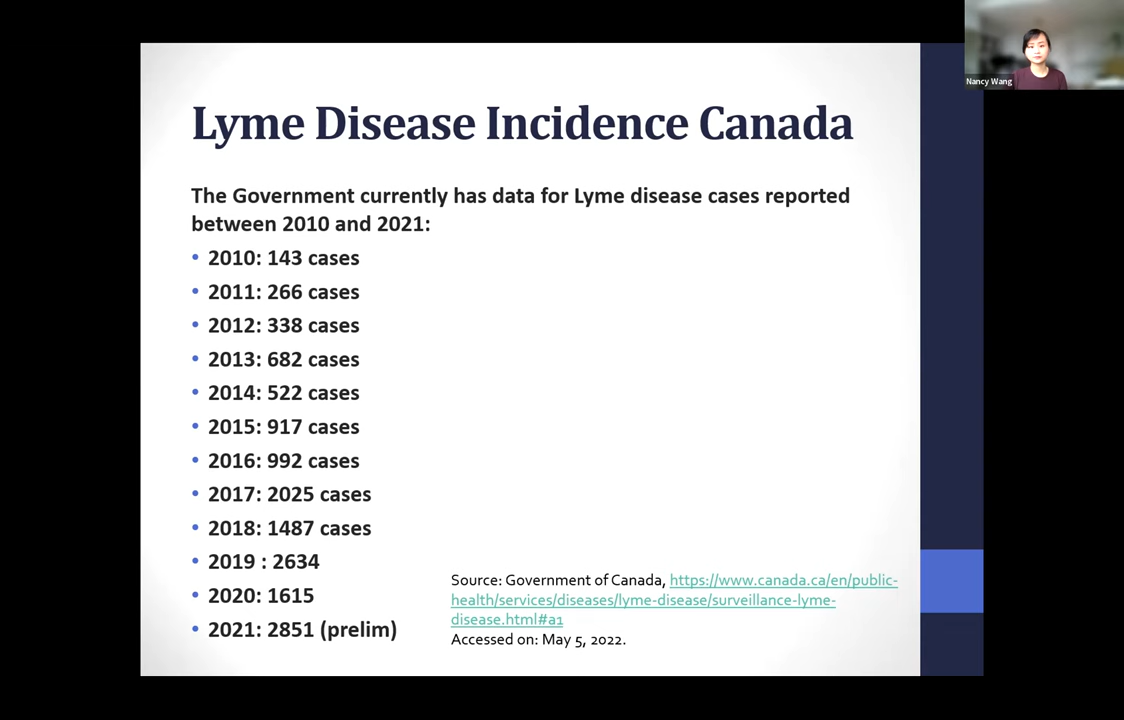 Nancy Wang
Lyme Disease Incidence Canada
The Government currently has data for Lyme disease cases reported
between 2010 and 2021:
• 2010: 143 cases
• 2011: 266 cases
• 2012: 338 cases
• 2013: 682 cases
• 2014: 522 cases
• 2015: 917 cases
• 2016: 992 cases
• 2017: 2025 cases
• 2018: 1487 cases
• 2019 : 2634
• 2020: 1615
• 2021: 2851 (prelim)
Source: Government of Canada, https://www.canada.ca/en/public-
health/services/diseases/lyme-disease/surveillance-lyme-
disease.html#a1
Accessed on: May 5, 2022.